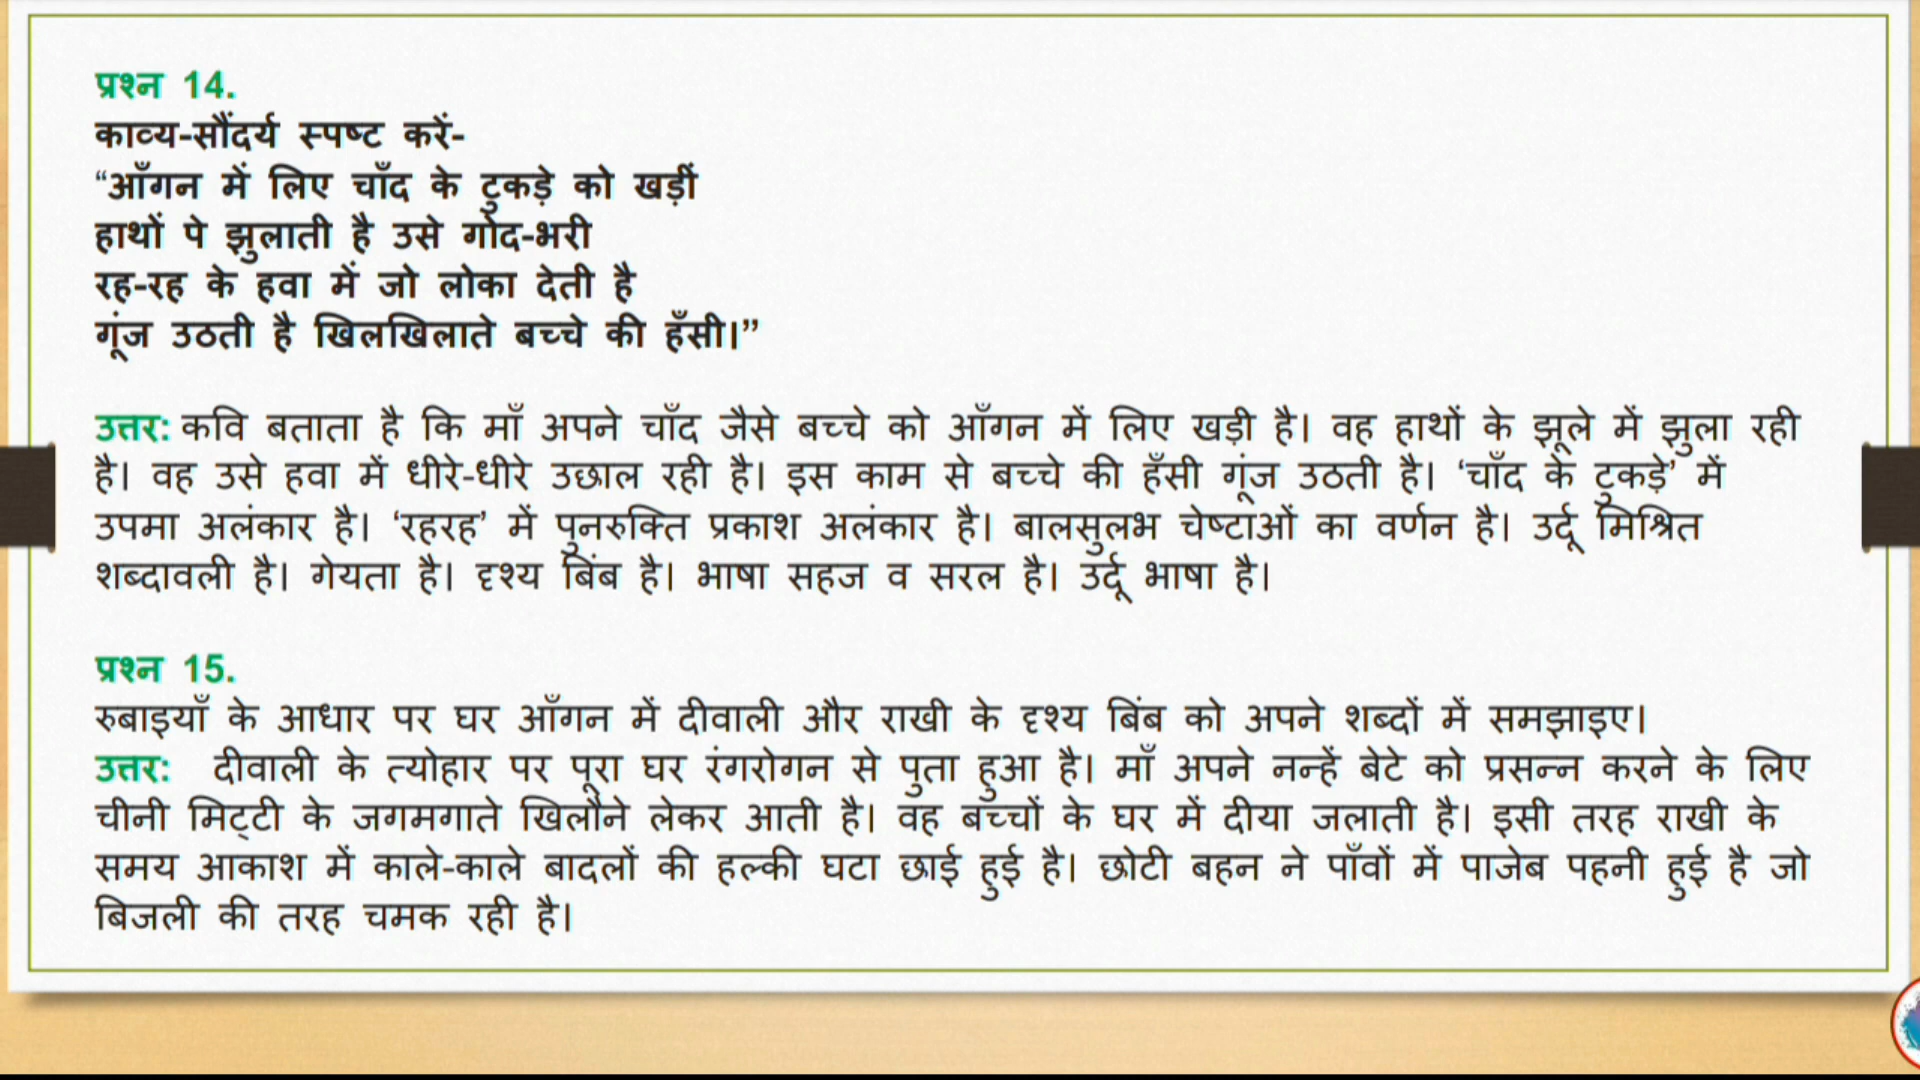 प्रश्न 14.
काव्य-सौंदर्य स्पष्ट करें-
“आँगन में लिए चाँद के टुकड़े को खड़ीं
हाथों पे झुलाती है उसे गोद-भरी
रह-रह के हवा में जो लोका देती है
गूंज उठती है खिलखिलाते बच्चे की हँसी।”
उत्तर: कवि बताता है कि माँ अपने चाँद जैसे बच्चे को आँगन में लिए खड़ी है। वह हाथों के झूले में झुला रही
है। वह उसे हवा में धीरे-धीरे उछाल रही है। इस काम से बच्चे की हँसी गूंज उठती है। ‘चाँद के टुकड़े’ में
उपमा अलंकार है। ‘रहरह’ में पुनरुक्ति प्रकाश अलंकार है। बालसुलभ चेष्टाओं का वर्णन है। उर्दू मिश्रित
शब्दावली है। गेयता है। दृश्य बिंब है। भाषा सहज व सरल है। उर्दू भाषा है।
प्रश्न 15.
रुबाइयाँ के आधार पर घर आँगन में दीवाली और राखी के दृश्य बिंब को अपने शब्दों में समझाइए।
उत्तर: दीवाली के त्योहार पर पूरा घर रंगरोगन से पुता हुआ है। माँ अपने नन्हें बेटे को प्रसन्न करने के लिए
चीनी मिट्टी के जगमगाते खिलौने लेकर आती है। वह बच्चों के घर में दीया जलाती है। इसी तरह राखी के
समय आकाश में काले-काले बादलों की हल्की घटा छाई हुई है। छोटी बहन ने पाँवों में पाजेब पहनी हुई है जो
बिजली की तरह चमक रही है।